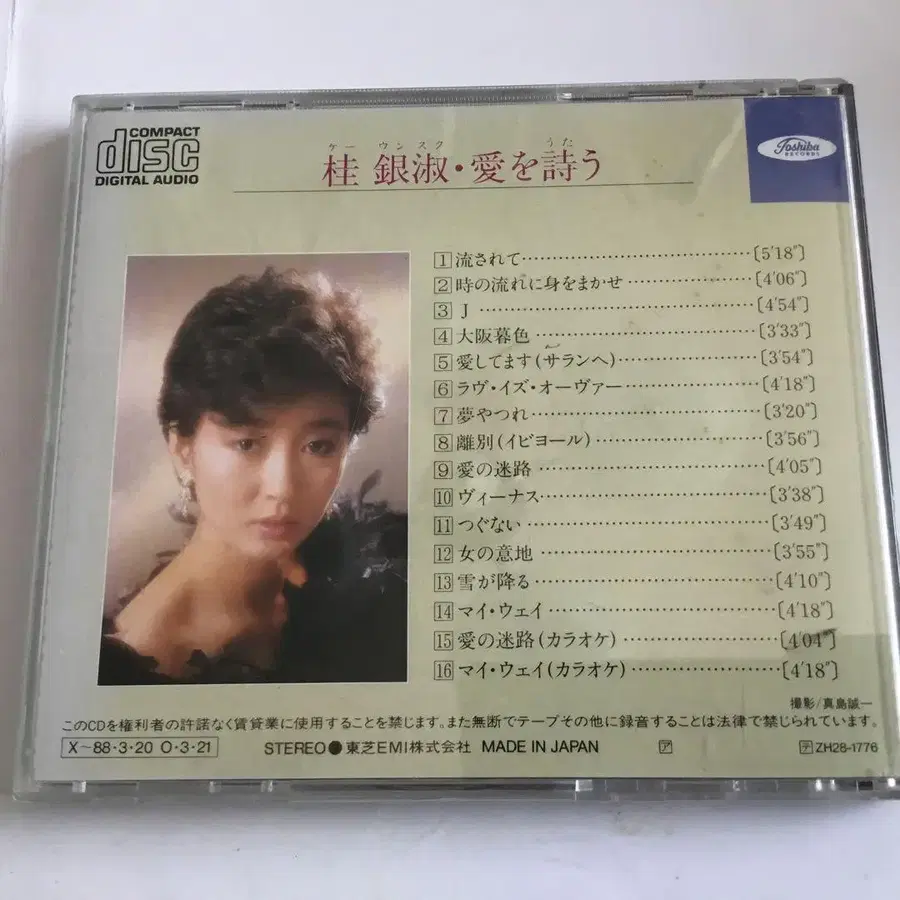 COMPACT
disc
DIGITAL AUDIO
ケー ウンスク うた
桂 銀淑・愛を詩う
Toshiba
RECORDS
1 流されて……………………………〔5'18"〕
2 時の流れに身をまかせ………………〔4'06"〕
3 J……………………………………〔4'54"〕
4 大阪暮色……………………………〔3'33"〕
5 愛してます(サランヘ)………………〔3'54"〕
6 ラヴ・イズ・オーヴァー………………〔4'18"〕
7 夢やつれ……………………………〔3'20"〕
8 離別(イビヨール)……………………〔3'56"〕
9 愛の迷路……………………………〔4'05"〕
10 ヴィーナス…………………………〔3'38"〕
11 つぐない……………………………〔3'49"〕
12 女の意地……………………………〔3'55"〕
13 雪が降る……………………………〔4'10"〕
14 マイ・ウェイ…………………………〔4'18"〕
15 愛の迷路(カラオケ)…………………〔4'04"〕
16 マイ・ウェイ(カラオケ)………………〔4'18"〕
撮影/真島誠一
このCDを権利者の許諾なく賃貸業に使用することを禁じます。また無断でテープその他に録音することは法律で禁じられています。
X〜88・3・20 O・3・21 STEREO●東芝EMI株式会社 MADE IN JAPAN ア テ ZH28-1776